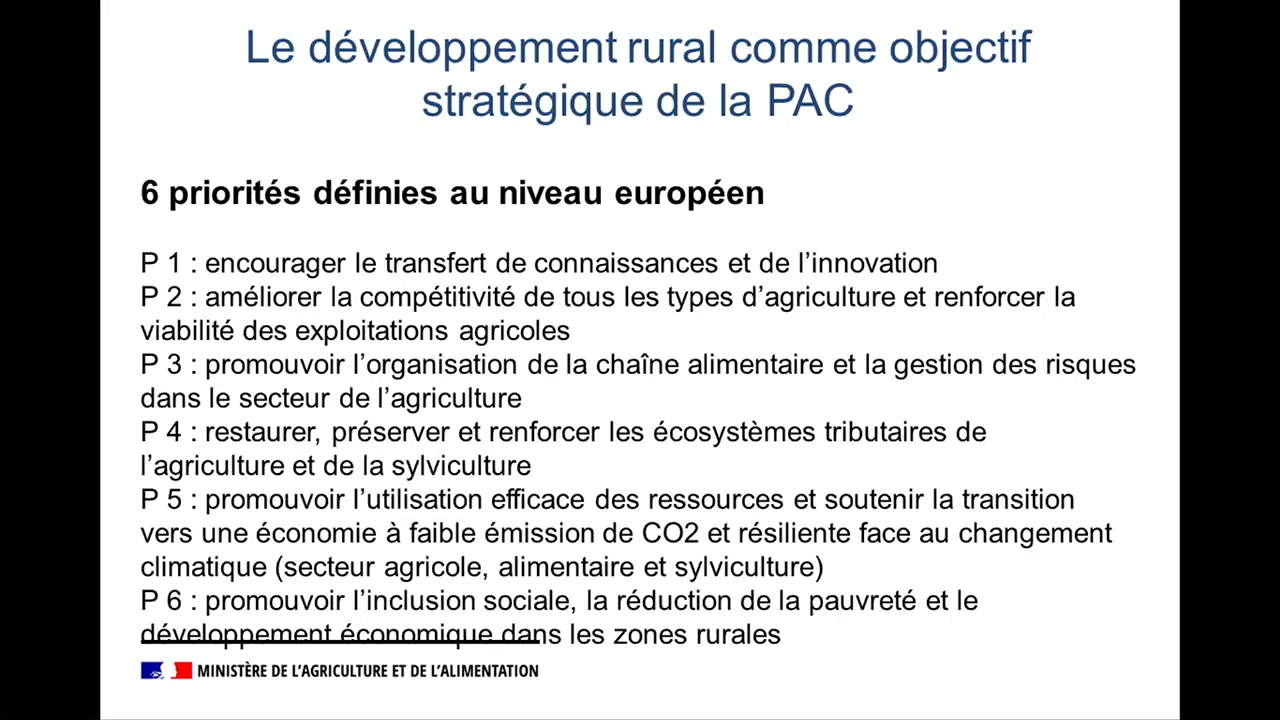 Le développement rural comme objectif
stratégique de la PAC
6 priorités définies au niveau européen
P 1 : encourager le transfert de connaissances et de l’innovation
P 2 : améliorer la compétitivité de tous les types d’agriculture et renforcer la
viabilité des exploitations agricoles
P 3 : promouvoir l’organisation de la chaîne alimentaire et la gestion des risques
dans le secteur de l’agriculture
P 4 : restaurer, préserver et renforcer les écosystèmes tributaires de
l’agriculture et de la sylviculture
P 5 : promouvoir l’utilisation efficace des ressources et soutenir la transition
vers une économie à faible émission de CO2 et résiliente face au changement
climatique (secteur agricole, alimentaire et sylviculture)
P 6 : promouvoir l’inclusion sociale, la réduction de la pauvreté et le
développement économique dans les zones rurales
MINISTÈRE DE L’AGRICULTURE ET DE L’ALIMENTATION